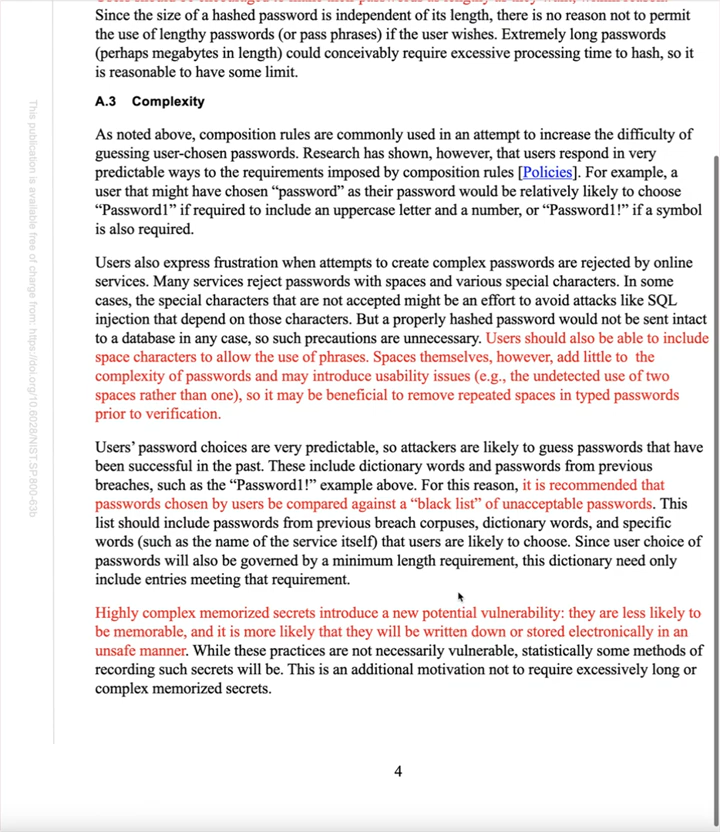 Since the size of a hashed password is independent of its length, there is no reason not to permit
the use of lengthy passwords (or pass phrases) if the user wishes. Extremely long passwords
(perhaps megabytes in length) could conceivably require excessive processing time to hash, so it
is reasonable to have some limit.
A.3 Complexity
As noted above, composition rules are commonly used in an attempt to increase the difficulty of
guessing user-chosen passwords. Research has shown, however, that users respond in very
predictable ways to the requirements imposed by composition rules [Policies]. For example, a
user that might have chosen “password” as their password would be relatively likely to choose
“Password1” if required to include an uppercase letter and a number, or “Password1!” if a symbol
is also required.
Users also express frustration when attempts to create complex passwords are rejected by online
services. Many services reject passwords with spaces and various special characters. In some
cases, the special characters that are not accepted might be an effort to avoid attacks like SQL
injection that depend on those characters. But a properly hashed password would not be sent intact
to a database in any case, so such precautions are unnecessary. Users should also be able to include
space characters to allow the use of phrases. Spaces themselves, however, add little to the
complexity of passwords and may introduce usability issues (e.g., the undetected use of two
spaces rather than one), so it may be beneficial to remove repeated spaces in typed passwords
prior to verification.
Users’ password choices are very predictable, so attackers are likely to guess passwords that have
been successful in the past. These include dictionary words and passwords from previous
breaches, such as the “Password1!” example above. For this reason, it is recommended that
passwords chosen by users be compared against a “black list” of unacceptable passwords. This
list should include passwords from previous breach corpuses, dictionary words, and specific
words (such as the name of the service itself) that users are likely to choose. Since user choice of
passwords will also be governed by a minimum length requirement, this dictionary need only
include entries meeting that requirement.
Highly complex memorized secrets introduce a new potential vulnerability: they are less likely to
be memorable, and it is more likely that they will be written down or stored electronically in an
unsafe manner. While these practices are not necessarily vulnerable, statistically some methods of
recording such secrets will be. This is an additional motivation not to require excessively long or
complex memorized secrets.
4
This publication is available free of charge from: https://doi.org/10.6028/NIST.SP.800-63b